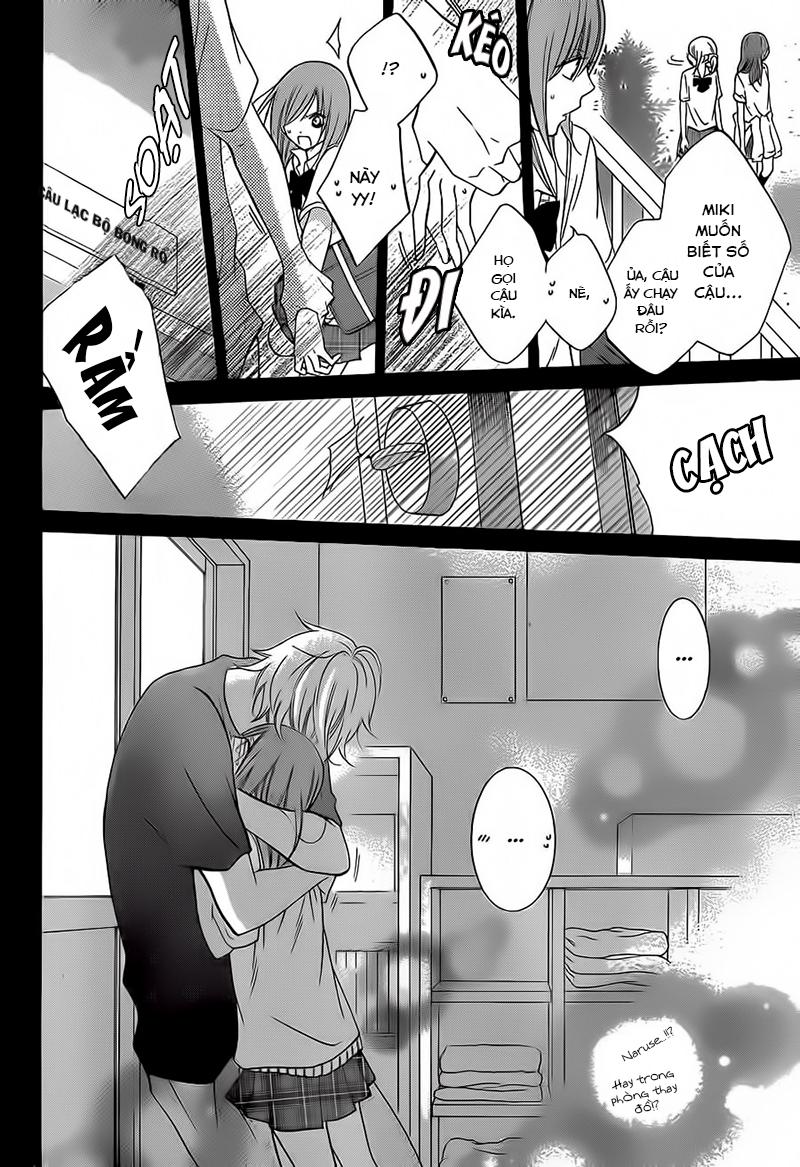 MIKI
MUỐN
BIẾT SỐ
CỦA
CẬU...
ỦA, CẬU
ẤY CHẠY
ĐÂU
RỒI?
NÈ,
HỌ
GỌI
CẬU
KÌA.
KÉO
ĐI
!?
NÀY
YY!
SOẠT
CÂU LẠC BỘ BÓNG RỔ
CẠCH
RẦM
...
...
Naruse..!!?
Hay trong
phòng thay
đồ!?